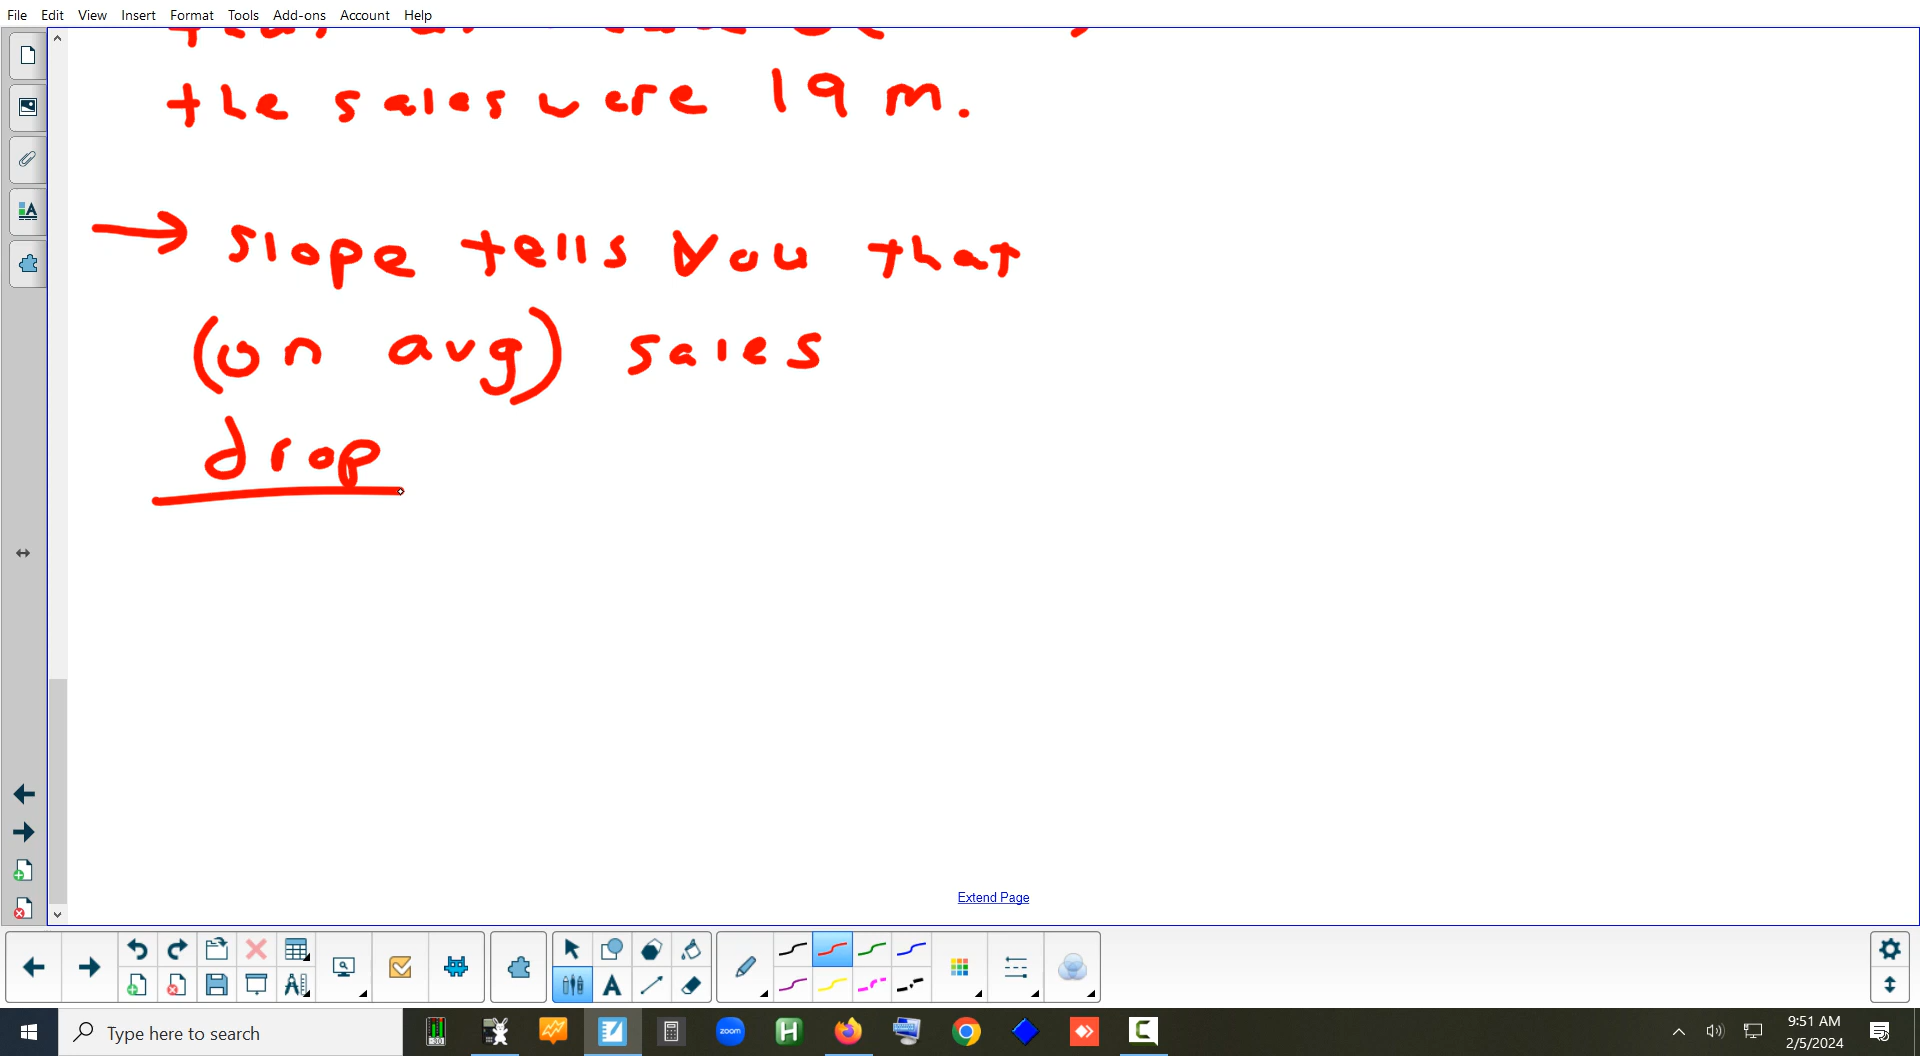 File Edit View Insert Format Tools Add-ons Account Help
the sales were 19 m.
→ slope tells you that
(on avg) sales
drop
Extend Page
Type here to search
zoom
9:51 AM
2/5/2024